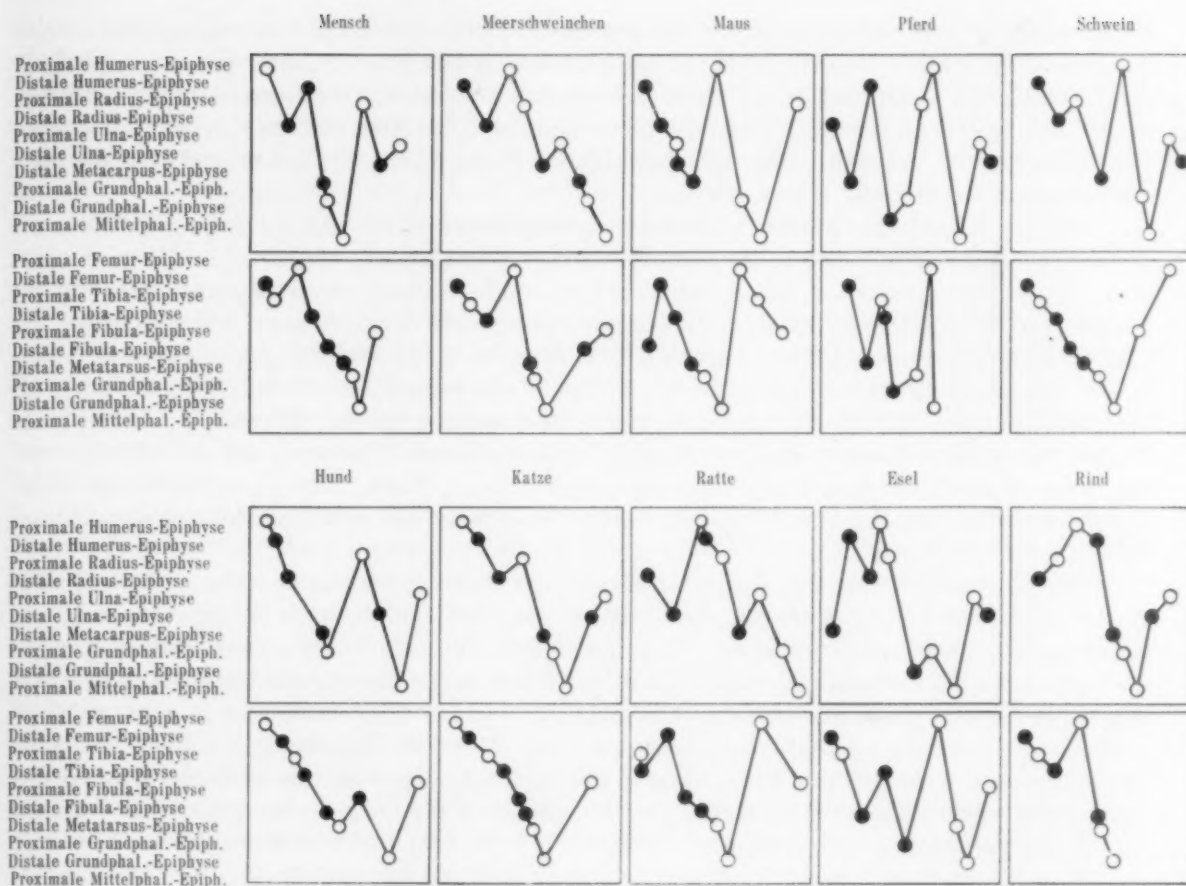 Mensch Meerschweinchen Maus Pferd Schwein
Proximale Humerus-Epiphyse
Distale Humerus-Epiphyse
Proximale Radius-Epiphyse
Distale Radius-Epiphyse
Proximale Ulna-Epiphyse
Distale Ulna-Epiphyse
Distale Metacarpus-Epiphyse
Proximale Grundphal.-Epiph.
Distale Grundphal.-Epiphyse
Proximale Mittelphal.-Epiph.
Proximale Femur-Epiphyse
Distale Femur-Epiphyse
Proximale Tibia-Epiphyse
Distale Tibia-Epiphyse
Proximale Fibula-Epiphyse
Distale Fibula-Epiphyse
Distale Metatarsus-Epiphyse
Proximale Grundphal.-Epiph.
Distale Grundphal.-Epiphyse
Proximale Mittelphal.-Epiph.
Hund Katze Ratte Esel Rind
Proximale Humerus-Epiphyse
Distale Humerus-Epiphyse
Proximale Radius-Epiphyse
Distale Radius-Epiphyse
Proximale Ulna-Epiphyse
Distale Ulna-Epiphyse
Distale Metacarpus-Epiphyse
Proximale Grundphal.-Epiph.
Distale Grundphal.-Epiphyse
Proximale Mittelphal.-Epiph.
Proximale Femur-Epiphyse
Distale Femur-Epiphyse
Proximale Tibia-Epiphyse
Distale Tibia-Epiphyse
Proximale Fibula-Epiphyse
Distale Fibula-Epiphyse
Distale Metatarsus-Epiphyse
Proximale Grundphal.-Epiph.
Distale Grundphal.-Epiphyse
Proximale Mittelphal.-Epiph.